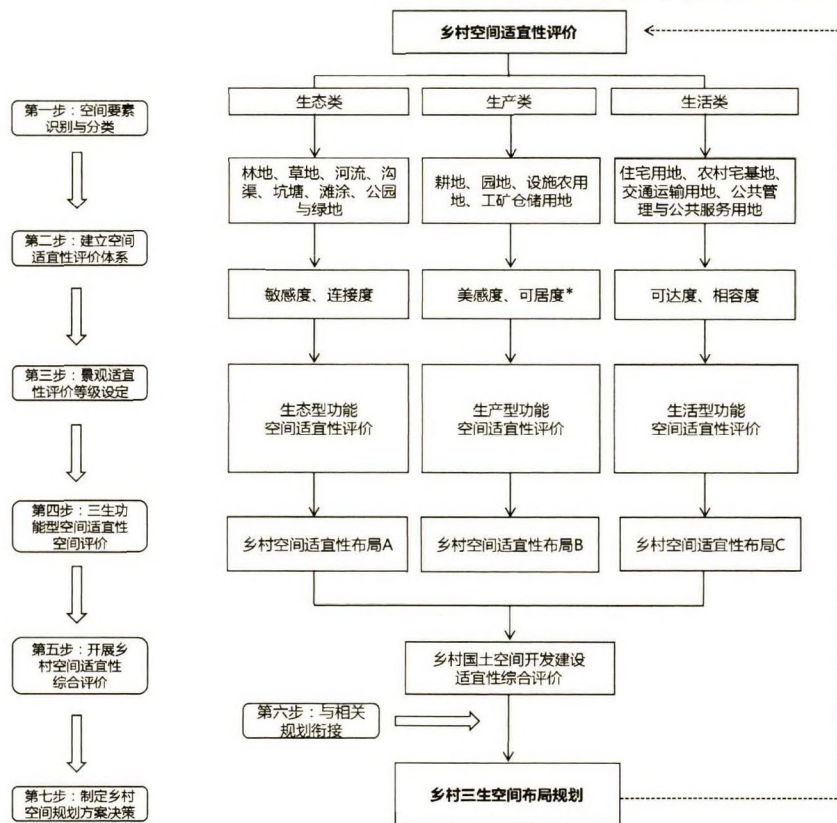 乡村空间适宜性评价
生态类
生产类
生活类
第一步：空间要素
识别与分类
林地、草地、河流、沟
渠、坑塘、滩涂、公园
与绿地
耕地、园地、设施农用
地、工矿仓储用地
住宅用地、农村宅基地、
交通运输用地、公共管
理与公共服务用地
第二步：建立空间
适宜性评价体系
敏感度、连接度
美感度、可居度*
可达度、相容度
第三步：景观适宜
性评价等级设定
生态型功能
空间适宜性评价
生产型功能
空间适宜性评价
生活型功能
空间适宜性评价
第四步：三生功
能型空间适宜性
空间评价
乡村空间适宜性布局A
乡村空间适宜性布局B
乡村空间适宜性布局C
第五步：开展乡
村空间适宜性
综合评价
乡村国土空间开发建设
适宜性综合评价
第六步：与相关
规划衔接
第七步：制定乡村
空间规划方案决策
乡村三生空间布局规划